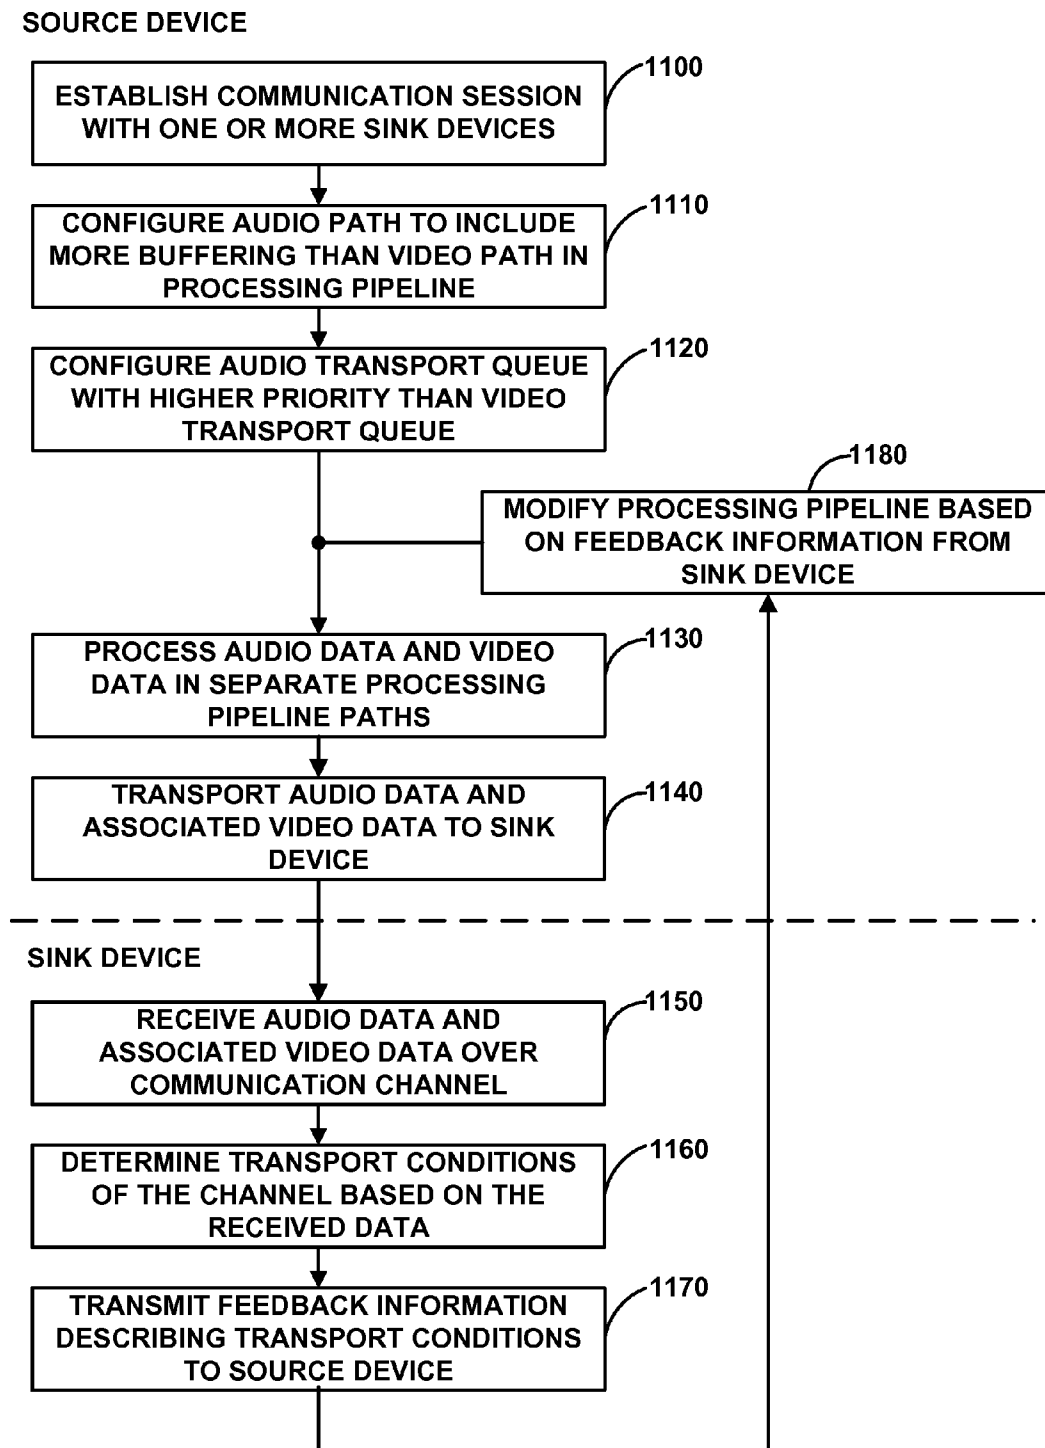 SOURCE DEVICE
1100
ESTABLISH COMMUNICATION SESSION
WITH ONE OR MORE SINK DEVICES
1110
CONFIGURE AUDIO PATH TO INCLUDE
MORE BUFFERING THAN VIDEO PATH IN
PROCESSING PIPELINE
1120
CONFIGURE AUDIO TRANSPORT QUEUE
WITH HIGHER PRIORITY THAN VIDEO
TRANSPORT QUEUE
1180
MODIFY PROCESSING PIPELINE BASED
ON FEEDBACK INFORMATION FROM
SINK DEVICE
1130
PROCESS AUDIO DATA AND VIDEO
DATA IN SEPARATE PROCESSING
PIPELINE PATHS
1140
TRANSPORT AUDIO DATA AND
ASSOCIATED VIDEO DATA TO SINK
DEVICE
SINK DEVICE
1150
RECEIVE AUDIO DATA AND
ASSOCIATED VIDEO DATA OVER
COMMUNICATiON CHANNEL
1160
DETERMINE TRANSPORT CONDITIONS
OF THE CHANNEL BASED ON THE
RECEIVED DATA
1170
TRANSMIT FEEDBACK INFORMATION
DESCRIBING TRANSPORT CONDITIONS
TO SOURCE DEVICE